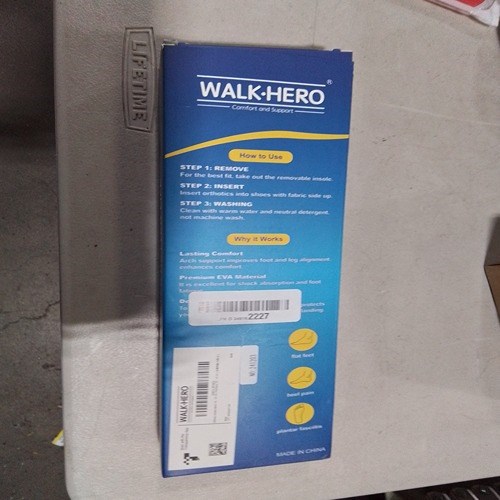 LIFETIME
WALK·HERO®
Comfort and Support
How to Use
STEP 1: REMOVE
For the best fit, take out the removable insole.
STEP 2: INSERT
Insert orthotics into shoes with fabric side up.
STEP 3: WASHING
Clean with warm water and neutral detergent,
not machine wash.
Why it Works
Lasting Comfort
Arch support improves foot and leg alignment
enhances comfort.
Premium EVA Material
It is excellent for shock absorption and foot
2227
flat foot
heel pain
plantar fasciitis
WALK-HERO
MADE IN CHINA